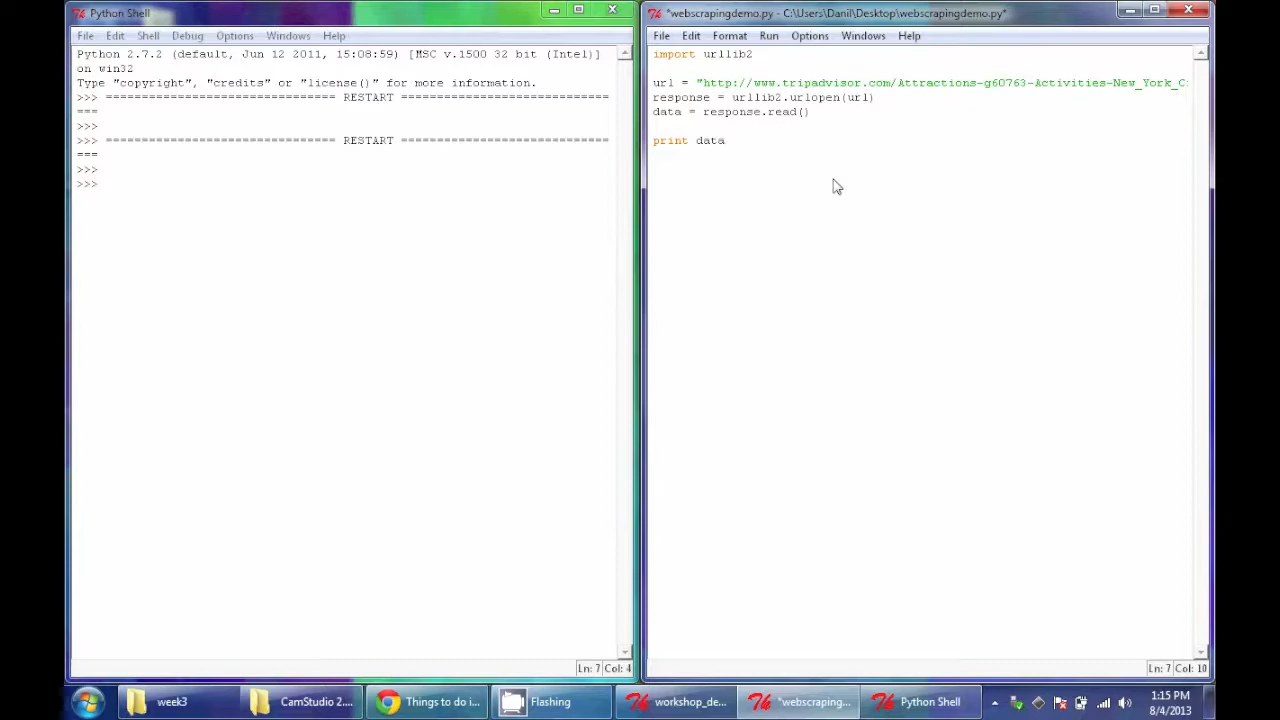 Python Shell
File Edit Shell Debug Options Windows Help
Python 2.7.2 (default, Jun 12 2011, 15:08:59) [MSC v.1500 32 bit (Intel)]
on win32
Type "copyright", "credits" or "license()" for more information.
>>> ================================ RESTART =============================
===
>>>
>>> ================================ RESTART =============================
===
>>>
>>>
Ln: 7 Col: 4
*webscrapingdemo.py - C:\Users\Danil\Desktop\webscrapingdemo.py*
File Edit Format Run Options Windows Help
import urllib2
url = "http://www.tripadvisor.com/Attractions-g60763-Activities-New_York_C
response = urllib2.urlopen(url)
data = response.read()
print data
Ln: 7 Col: 10
week3
CamStudio 2....
Things to do i...
Flashing
workshop_de...
*webscraping...
Python Shell
1:15 PM
8/4/2013